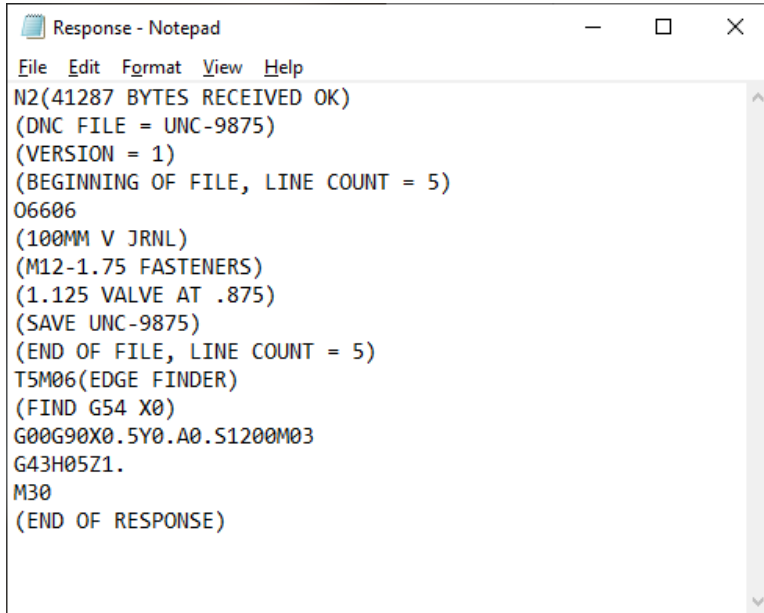 Response - Notepad
File Edit Format View Help
N2(41287 BYTES RECEIVED OK)
(DNC FILE = UNC-9875)
(VERSION = 1)
(BEGINNING OF FILE, LINE COUNT = 5)
O6606
(100MM V JRNL)
(M12-1.75 FASTENERS)
(1.125 VALVE AT .875)
(SAVE UNC-9875)
(END OF FILE, LINE COUNT = 5)
T5M06(EDGE FINDER)
(FIND G54 X0)
G00G90X0.5Y0.A0.S1200M03
G43H05Z1.
M30
(END OF RESPONSE)